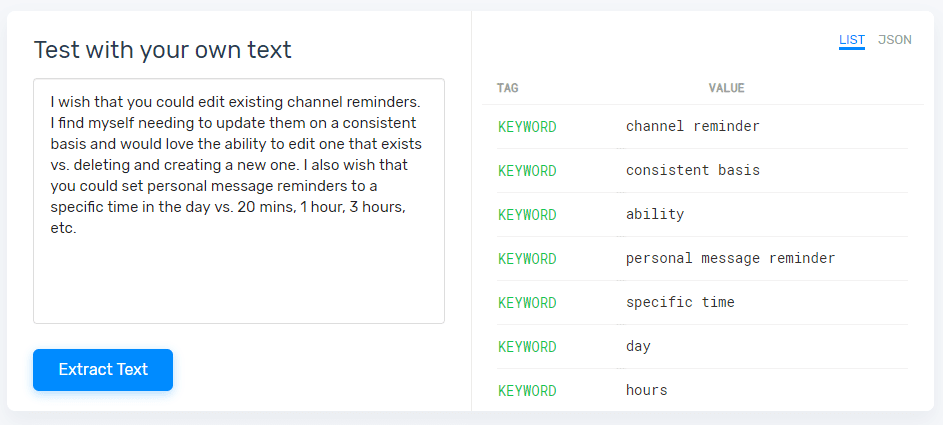 Test with your own text
I wish that you could edit existing channel reminders.
I find myself needing to update them on a consistent
basis and would love the ability to edit one that exists
vs. deleting and creating a new one. I also wish that
you could set personal message reminders to a
specific time in the day vs. 20 mins, 1 hour, 3 hours,
etc.
Extract Text
LIST JSON
TAG VALUE
KEYWORD channel reminder
KEYWORD consistent basis
KEYWORD ability
KEYWORD personal message reminder
KEYWORD specific time
KEYWORD day
KEYWORD hours